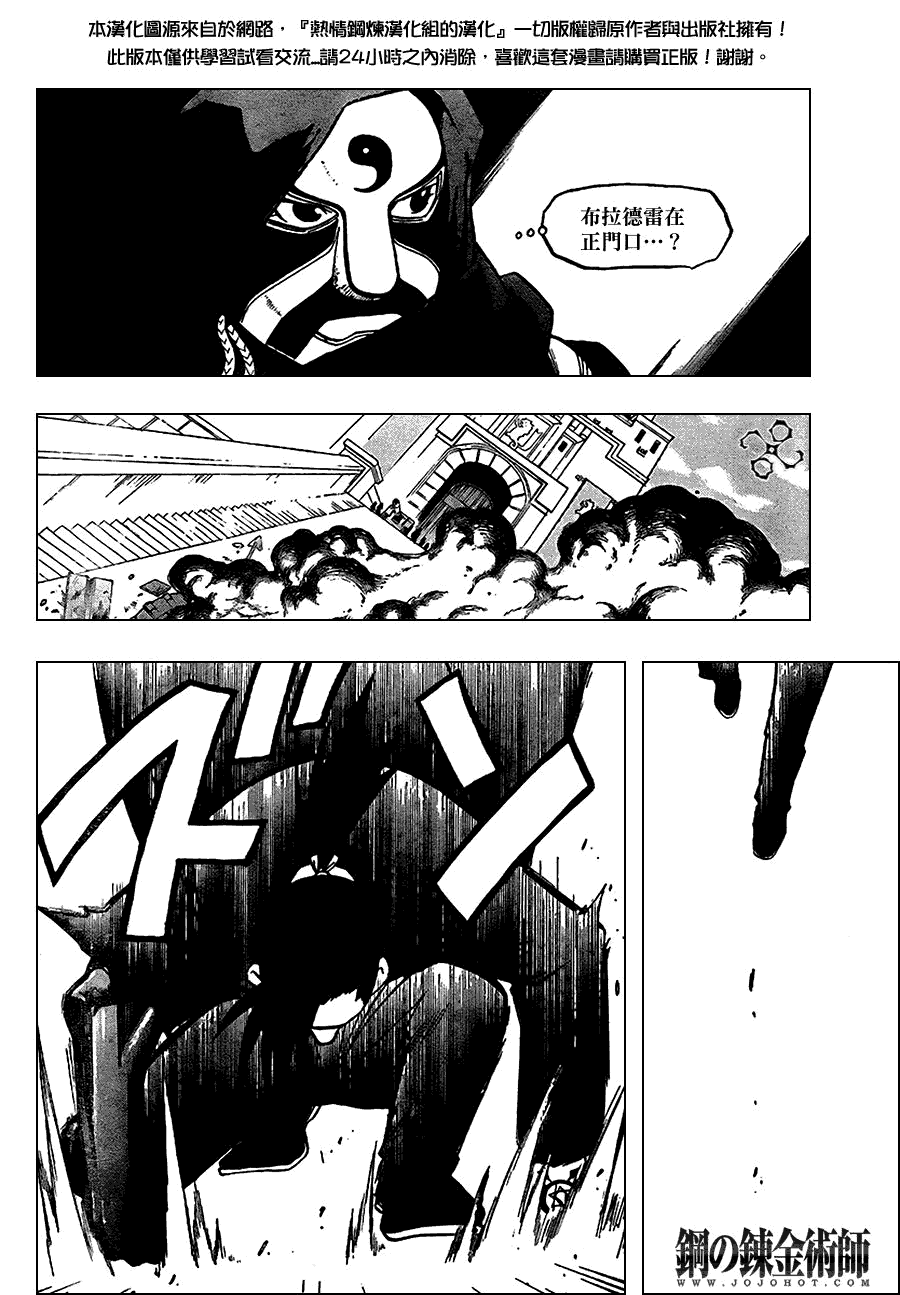 本漢化圖源來自於網路，『熱情鋼煉漢化組的漢化』一切版權歸原作者與出版社擁有！
此版本僅供學習試看交流…請24小時之內消除，喜歡這套漫畫請購買正版！謝謝。
布拉德雷在
正門口…？
ズン
鋼の錬金術師
WWW.JOJOHOT.COM